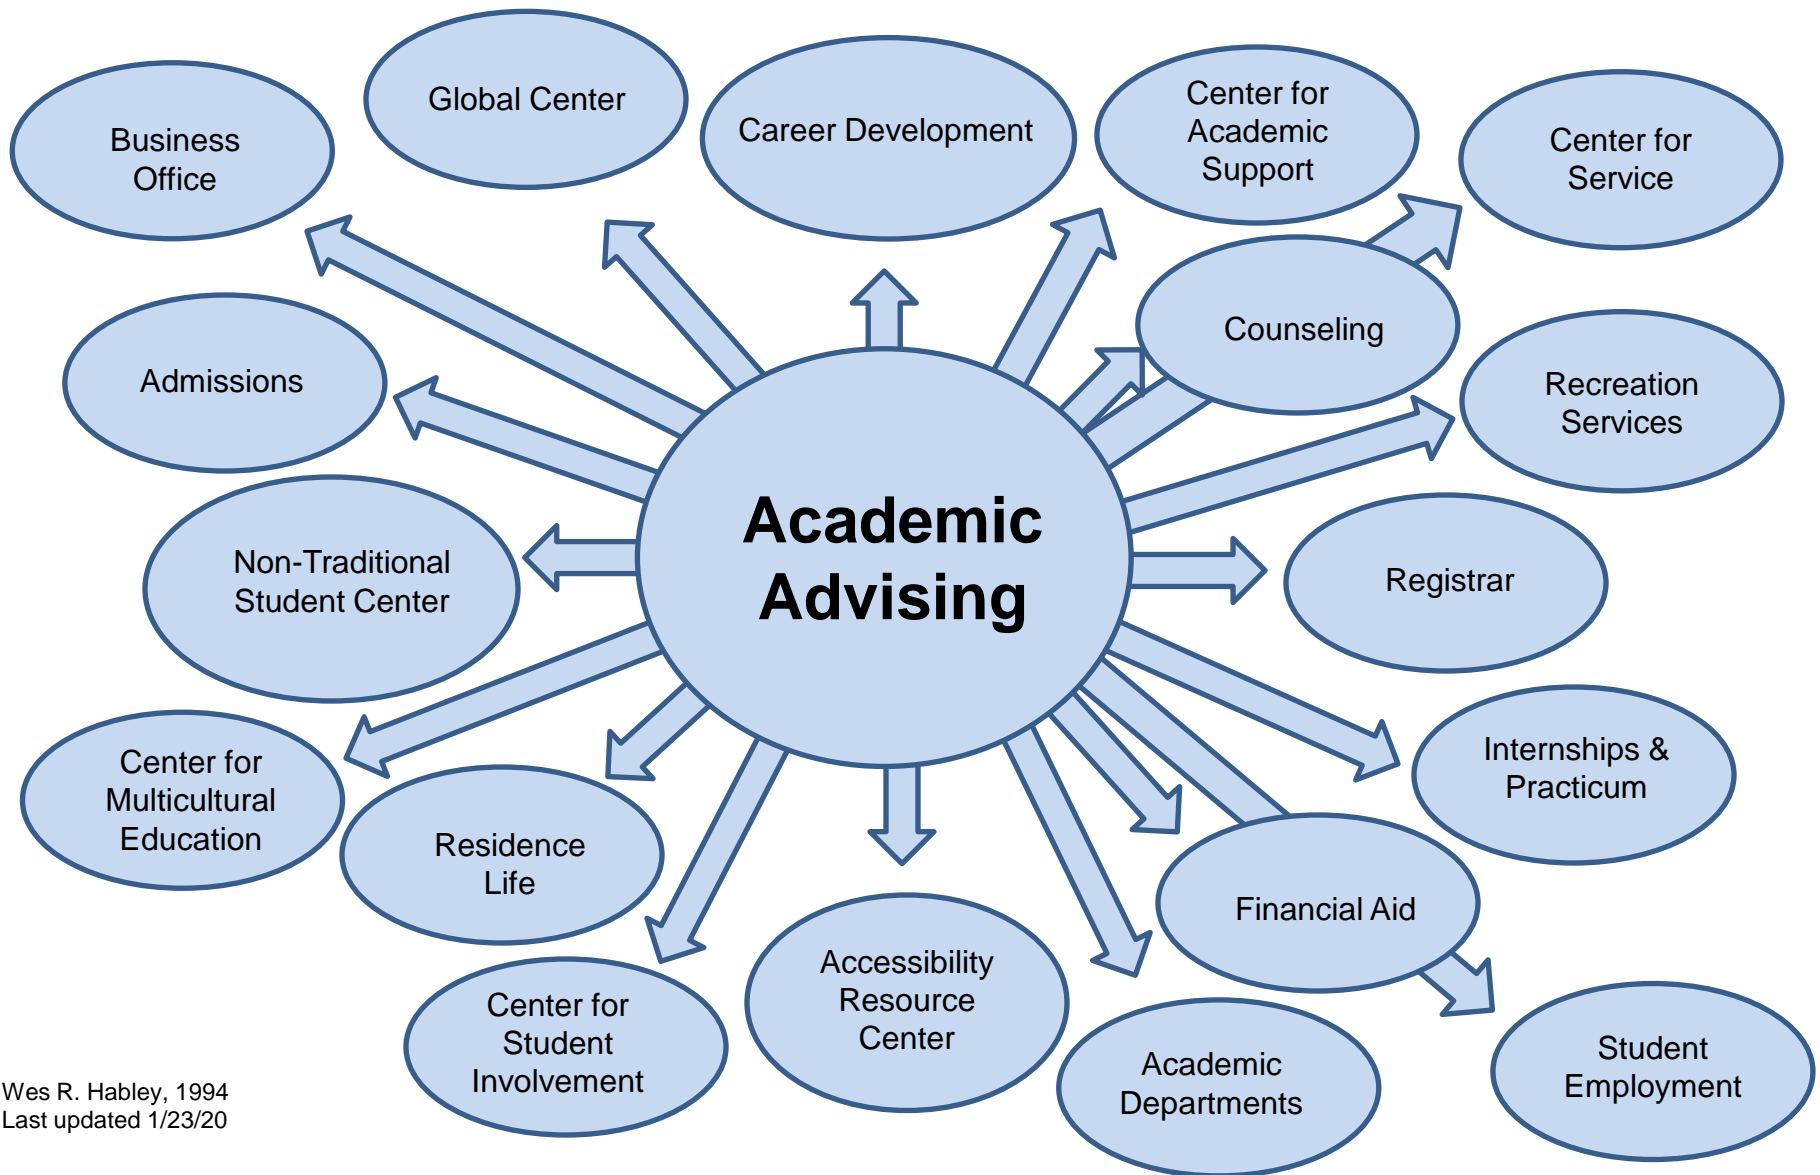 Business
Office
Global Center
Career Development
Center for
Academic
Support
Center for
Service
Counseling
Admissions
Recreation
Services
Academic
Advising
Non-Traditional
Student Center
Registrar
Center for
Multicultural
Education
Internships &
Practicum
Residence
Life
Financial Aid
Center for
Student
Involvement
Accessibility
Resource
Center
Academic
Departments
Student
Employment
Wes R. Habley, 1994
Last updated 1/23/20